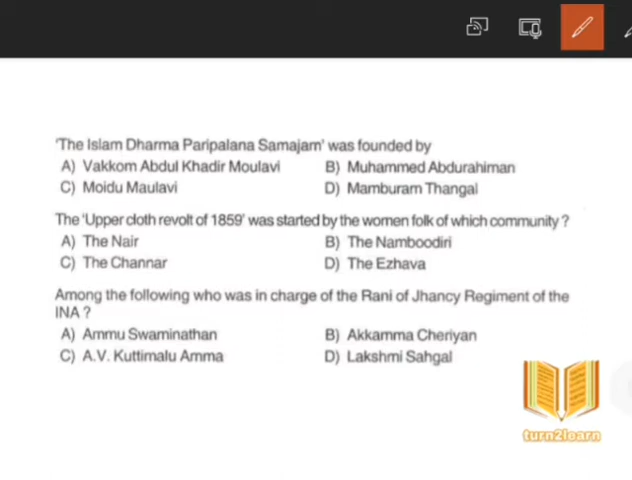 'The Islam Dharma Paripalana Samajam' was founded by
A) Vakkom Abdul Khadir Moulavi B) Muhammed Abdurahiman
C) Moidu Maulavi D) Mamburam Thangal
The 'Upper cloth revolt of 1859' was started by the women folk of which community ?
A) The Nair B) The Namboodiri
C) The Channar D) The Ezhava
Among the following who was in charge of the Rani of Jhancy Regiment of the
INA ?
A) Ammu Swaminathan B) Akkamma Cheriyan
C) A.V. Kuttimalu Amma D) Lakshmi Sahgal
turn2learn